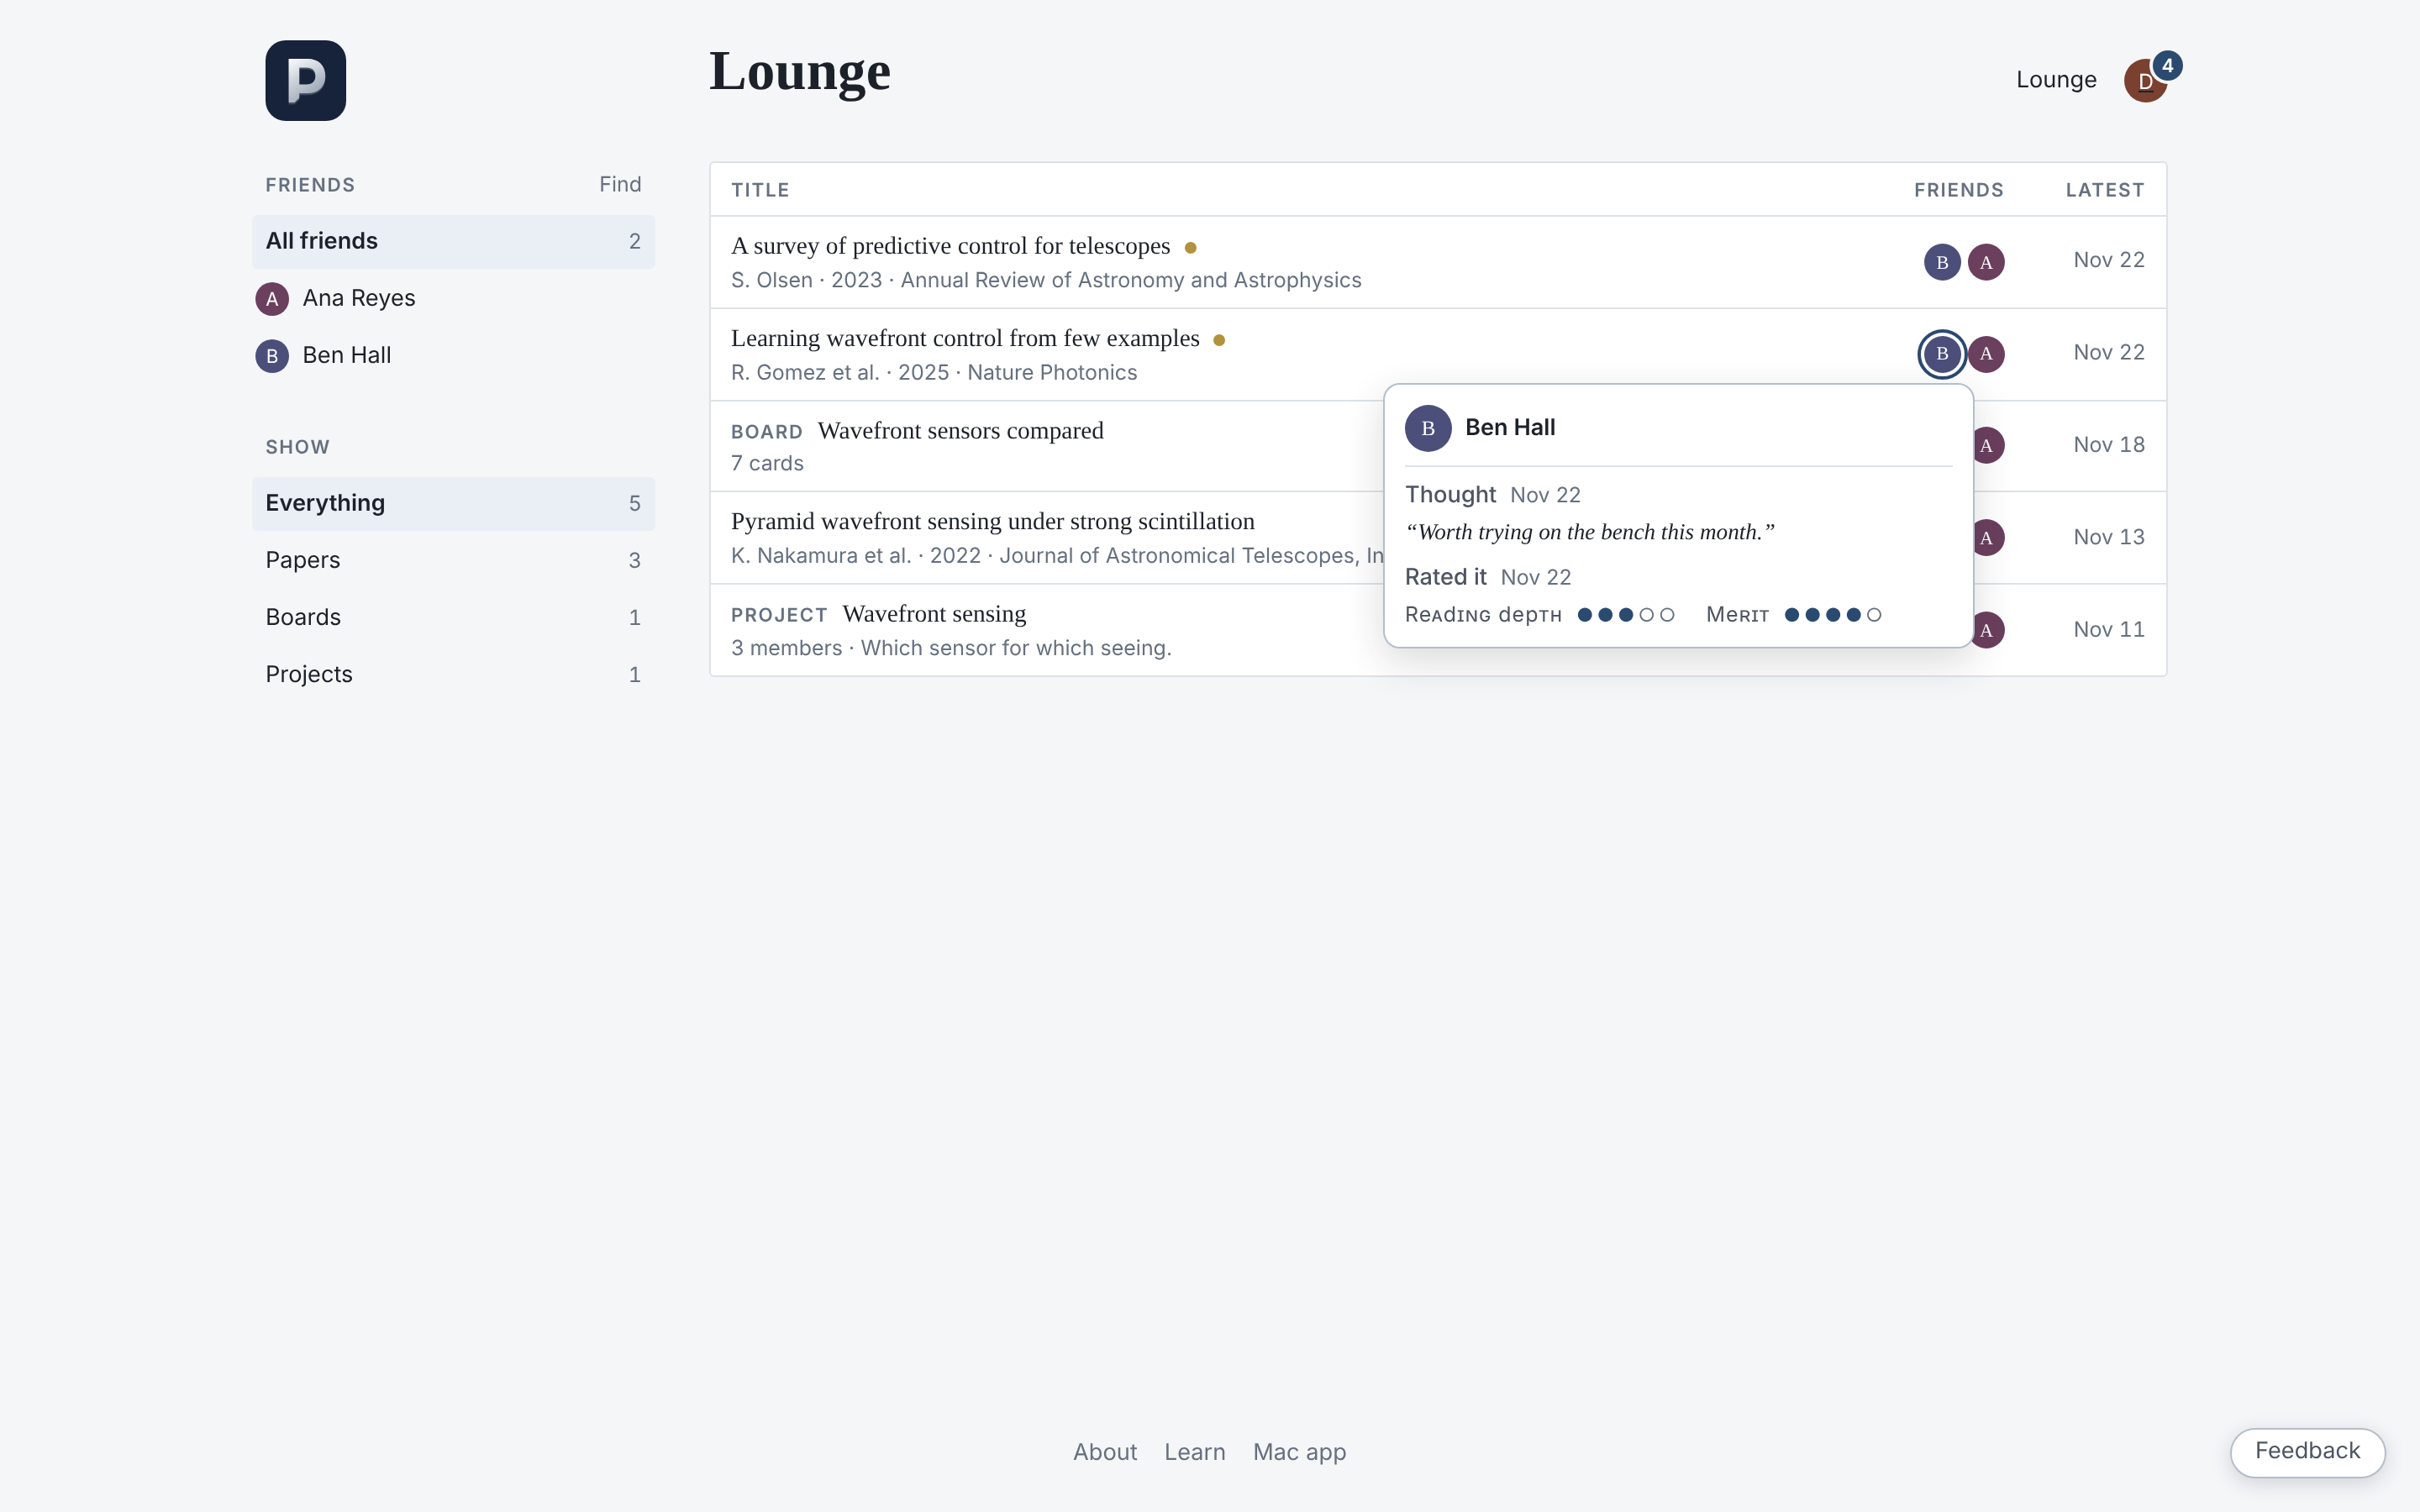 P
Lounge
Lounge
D
4
FRIENDS
Find
All friends
2
A
Ana Reyes
B
Ben Hall
SHOW
Everything
5
Papers
3
Boards
1
Projects
1
TITLE
FRIENDS
LATEST
A survey of predictive control for telescopes
S. Olsen · 2023 · Annual Review of Astronomy and Astrophysics
B
A
Nov 22
Learning wavefront control from few examples
R. Gomez et al. · 2025 · Nature Photonics
B
A
Nov 22
BOARD Wavefront sensors compared
7 cards
A
Nov 18
Pyramid wavefront sensing under strong scintillation
K. Nakamura et al. · 2022 · Journal of Astronomical Telescopes, In
A
Nov 13
PROJECT Wavefront sensing
3 members · Which sensor for which seeing.
A
Nov 11
B
Ben Hall
Thought Nov 22
“Worth trying on the bench this month.”
Rated it Nov 22
Reading depth
Merit
About
Learn
Mac app
Feedback